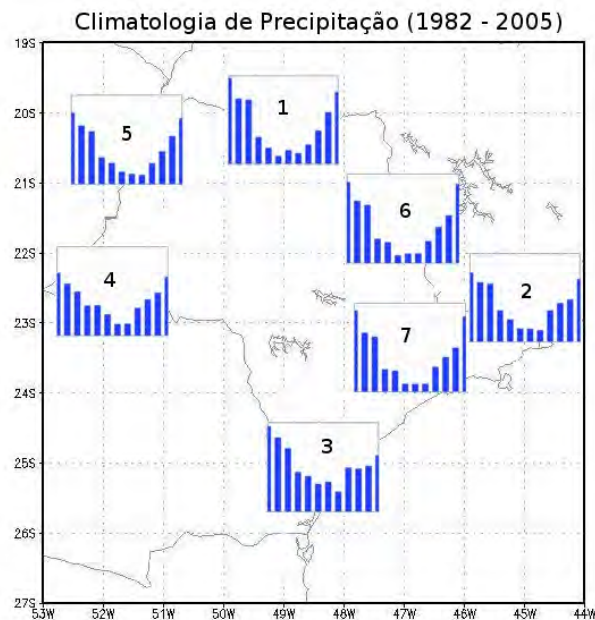 Climatologia de Precipitação (1982 - 2005)
19S
20S
21S
22S
23S
24S
25S
26S
27S
1
5
6
4
2
7
3
53W 52W 51W 50W 49W 48W 47W 46W 45W 44W